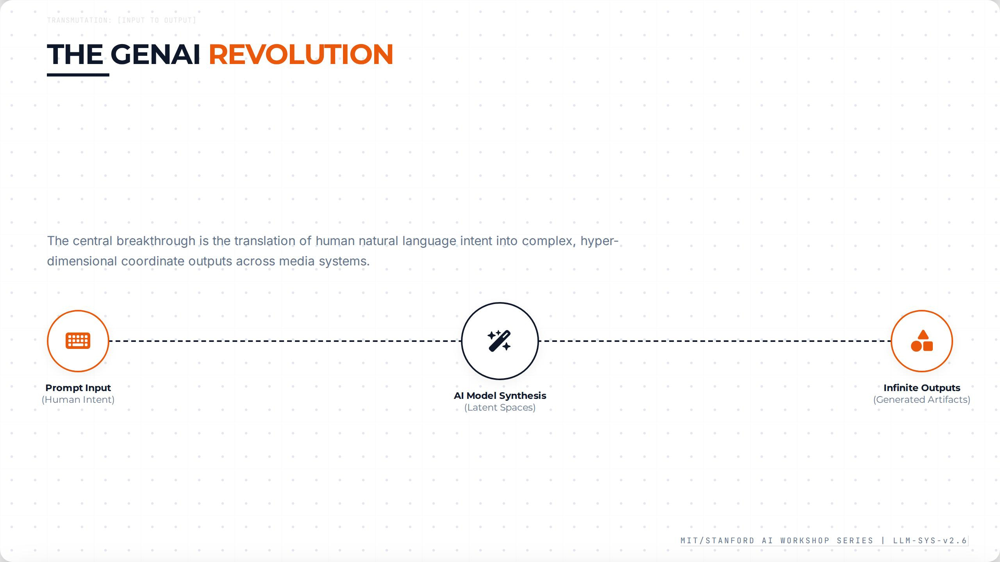 TRANSMUTATION: [INPUT TO OUTPUT]
THE GENAI REVOLUTION
The central breakthrough is the translation of human natural language intent into complex, hyper-
dimensional coordinate outputs across media systems.
Prompt Input
(Human Intent)
AI Model Synthesis
(Latent Spaces)
Infinite Outputs
(Generated Artifacts)
MIT/STANFORD AI WORKSHOP SERIES | LLM-SYS-v2.6